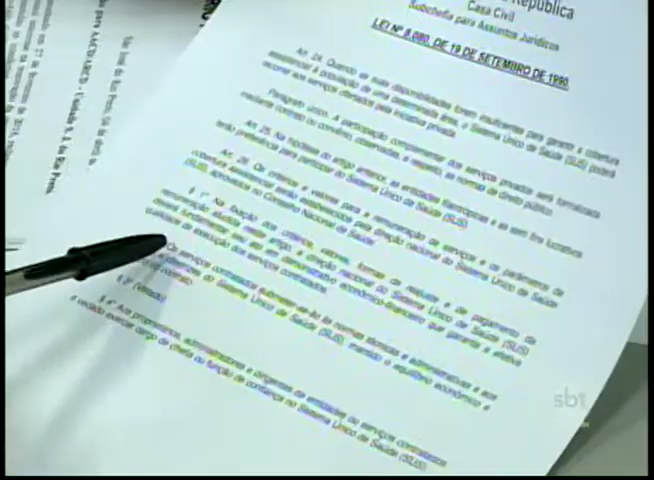 República
Casa Civil
Subchefia para Assuntos Jurídicos
LEI Nº 8.080, DE 19 DE SETEMBRO DE 1990.
Art. 24. Quando as suas disponibilidades forem insuficientes para garantir a cobertura
assistencial à população de uma determinada área, o Sistema Único de Saúde (SUS) poderá
recorrer aos serviços ofertados pela iniciativa privada.
Parágrafo único. A participação complementar dos serviços privados será formalizada
mediante contrato ou convênio, observadas, a respeito, as normas de direito público.
Art. 25. Na hipótese do artigo anterior, as entidades filantrópicas e as sem fins lucrativos
terão preferência para participar do Sistema Único de Saúde (SUS).
Art. 26. Os critérios e valores para a remuneração de serviços e os parâmetros de
cobertura assistencial serão estabelecidos pela direção nacional do Sistema Único de Saúde
(SUS), aprovados no Conselho Nacional de Saúde.
§ 1° Na fixação dos critérios, valores, formas de reajuste e de pagamento da
remuneração aludida neste artigo, a direção nacional do Sistema Único de Saúde (SUS)
deverá fundamentar seu ato em demonstrativo econômico-financeiro que garanta a efetiva
qualidade de execução dos serviços contratados.
Os serviços contratados submeter-se-ão às normas técnicas e administrativas e aos
princípios e diretrizes do Sistema Único de Saúde (SUS), mantido o equilíbrio econômico e
contrato.
§ 3° (Vetado).
§ 4° Aos proprietários, administradores e dirigentes de entidades ou serviços contratados
é vedado exercer cargo de chefia ou função de confiança no Sistema Único de Saúde (SUS).
São José do Rio Preto, 04 de abril
sbt